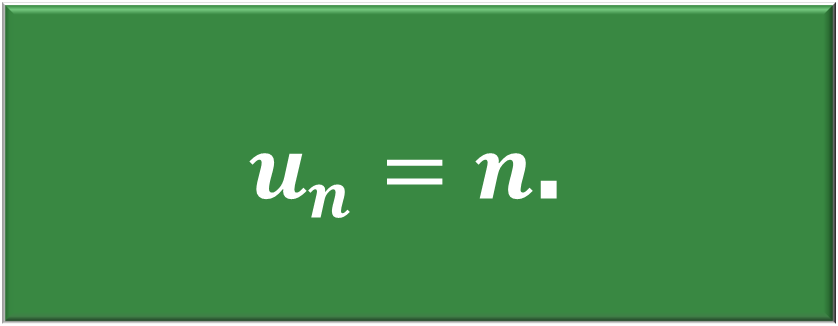 uₙ = n.